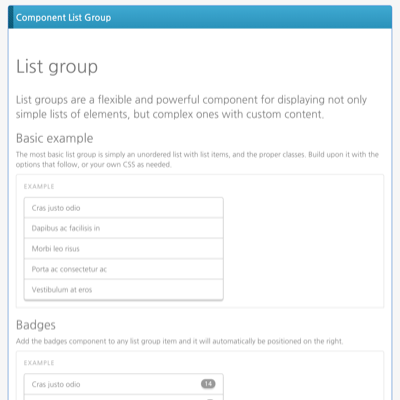 Component List Group
List group
List groups are a flexible and powerful component for displaying not only
simple lists of elements, but complex ones with custom content.
Basic example
The most basic list group is simply an unordered list with list items, and the proper classes. Build upon it with the
options that follow, or your own CSS as needed.
EXAMPLE
Cras justo odio
Dapibus ac facilisis in
Morbi leo risus
Porta ac consectetur ac
Vestibulum at eros
Badges
Add the badges component to any list group item and it will automatically be positioned on the right.
EXAMPLE
Cras justo odio 14